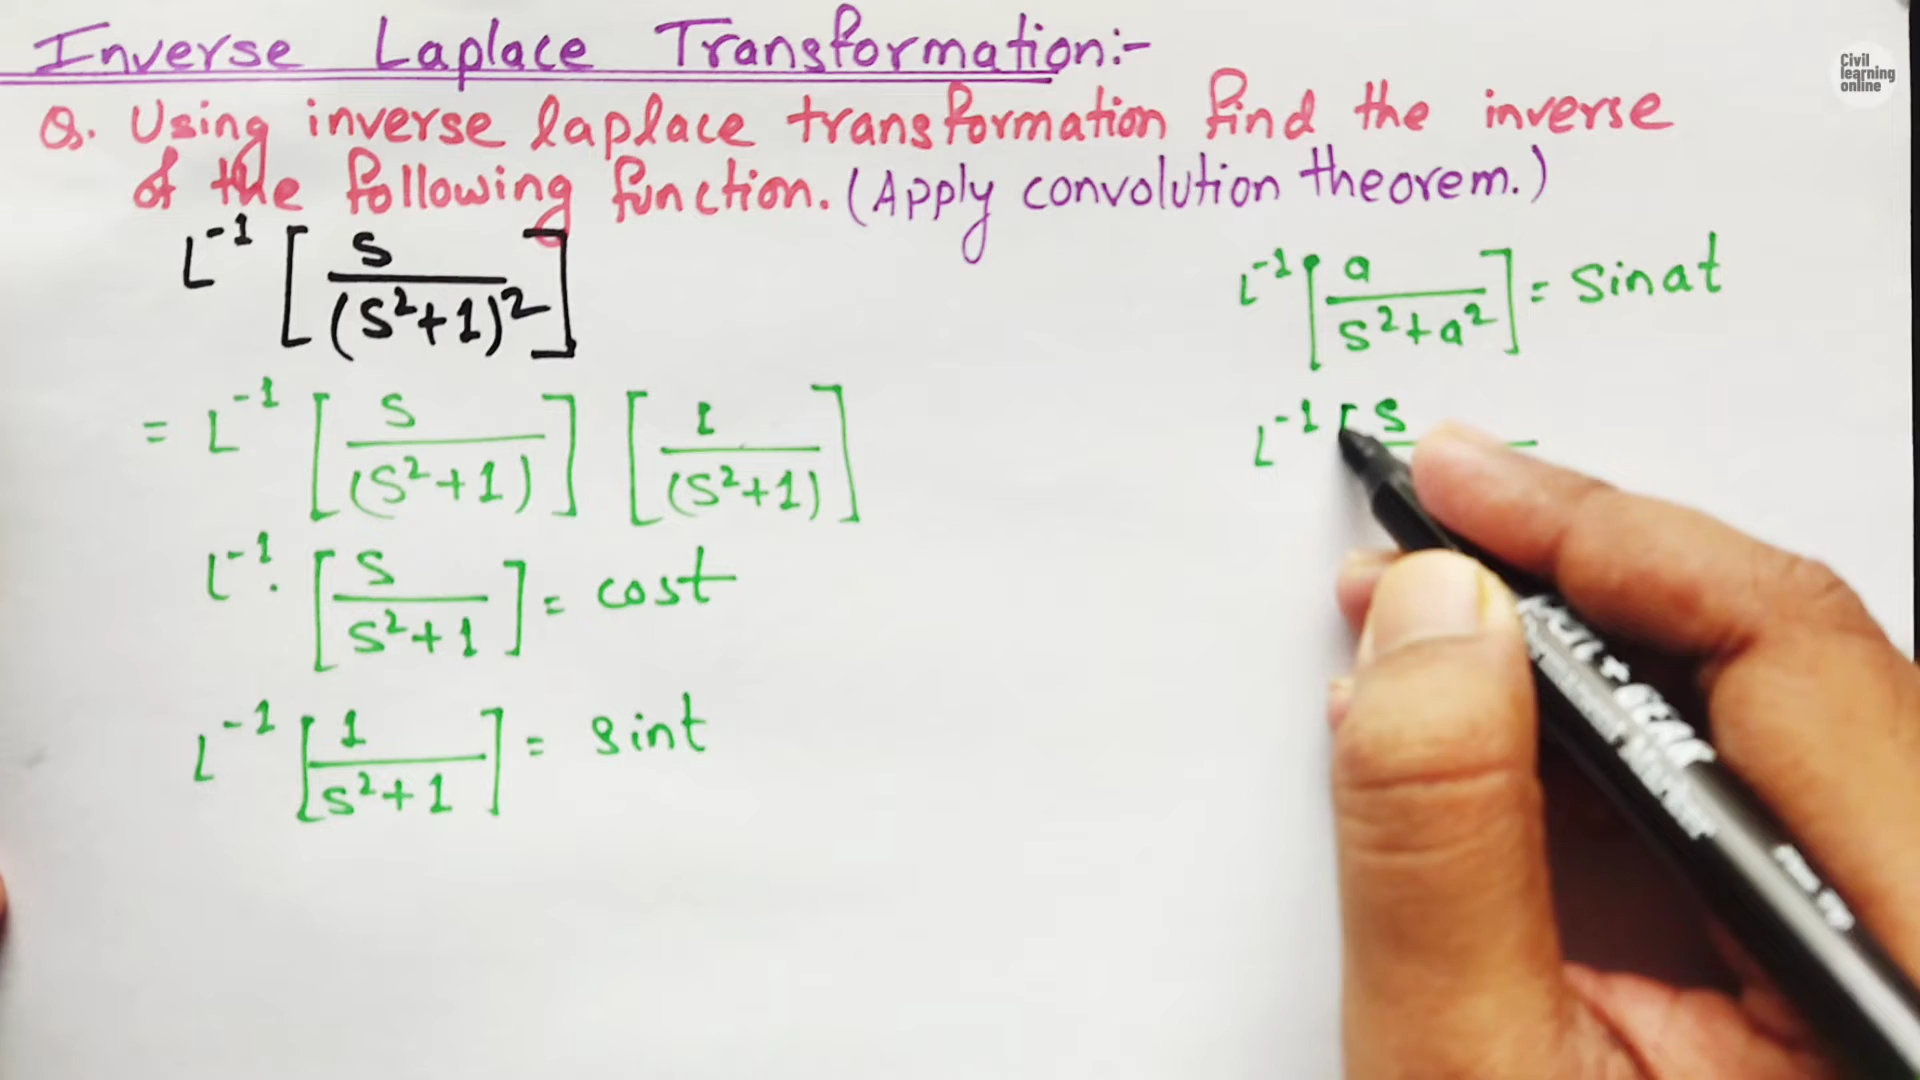 Inverse Laplace Transformation:-
Q. Using inverse laplace transformation find the inverse
of the following function. (Apply convolution theorem.)
L⁻¹ [ s / (s²+1)² ]
= L⁻¹ [ s / (s²+1) ] [ 1 / (s²+1) ]
L⁻¹. [ s / s²+1 ] = cost
L⁻¹ [ 1 / s²+1 ] = sint
L⁻¹ [ a / s²+a² ] = sinat
L⁻¹ [ s
Civil
learning
online